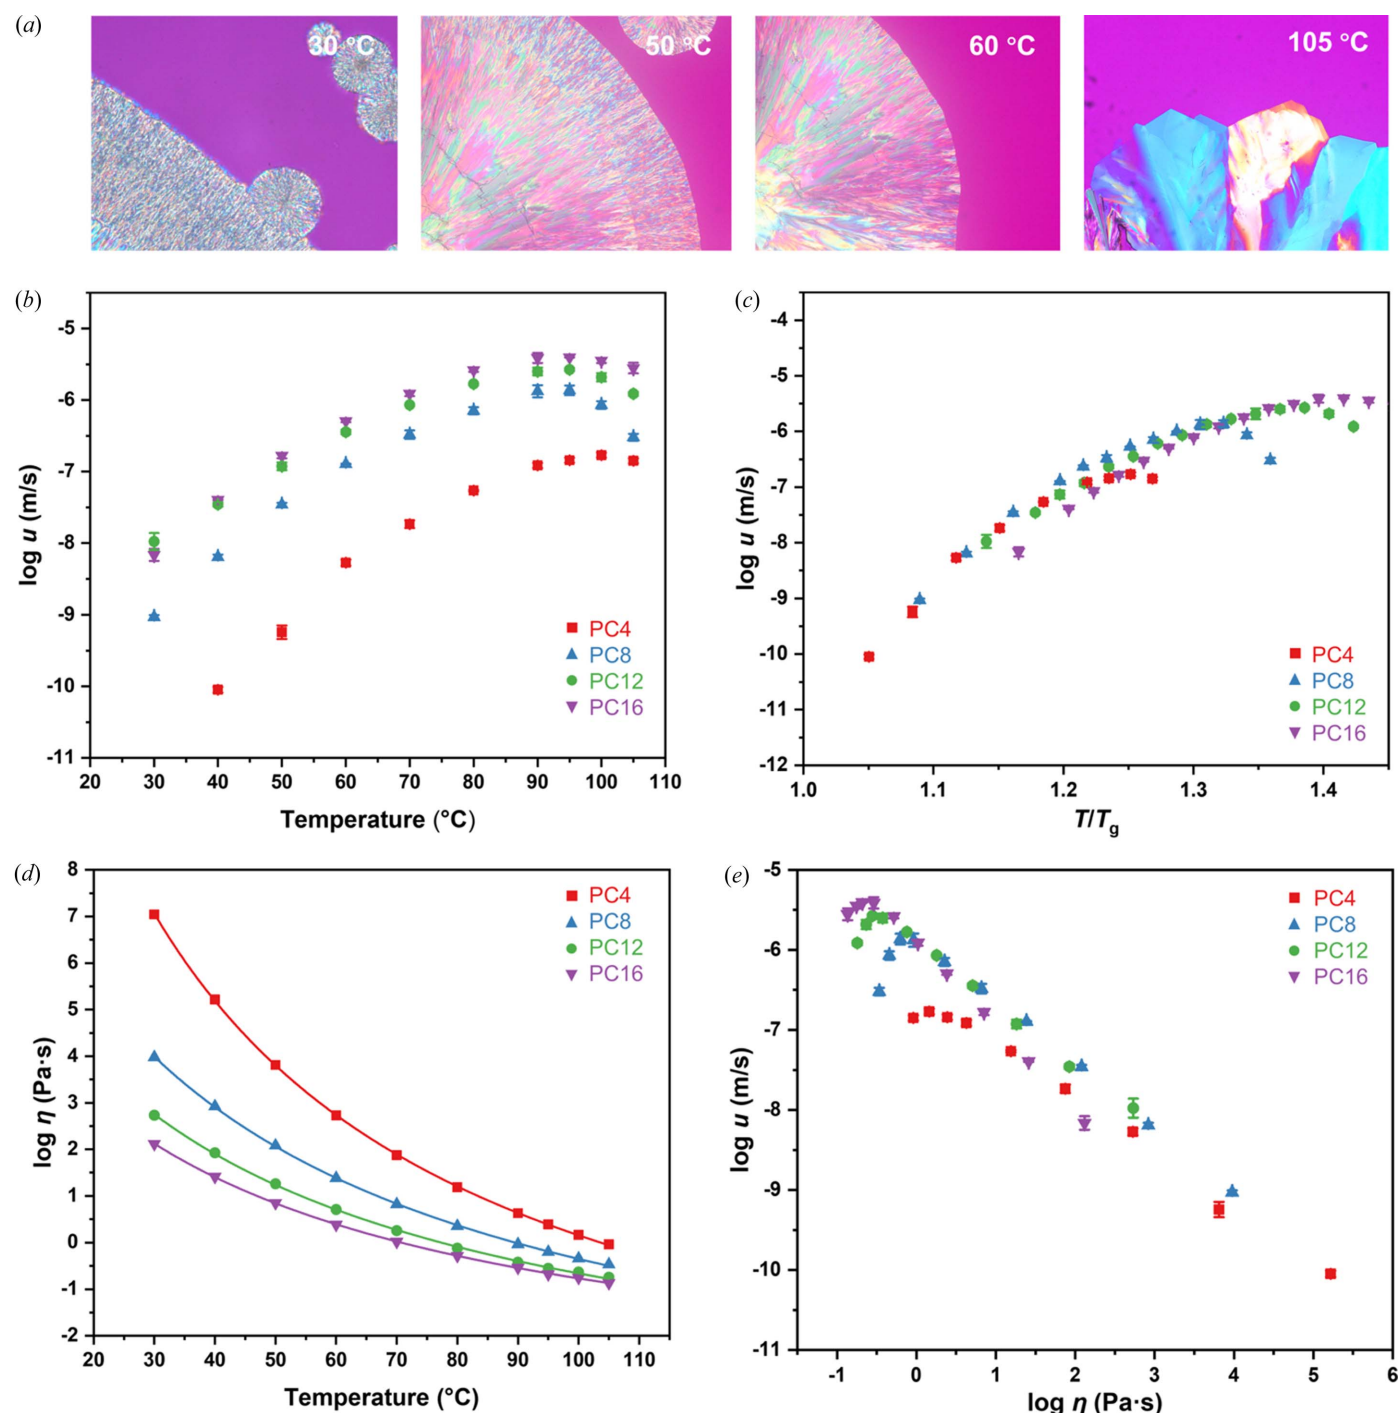 (a)
30 °C
50 °C
60 °C
105 °C
(b)
-5
-6
-7
-8
-9
-10
-11
log u (m/s)
20 30 40 50 60 70 80 90 100 110
Temperature (°C)
PC4
PC8
PC12
PC16
(c)
-4
-5
-6
-7
-8
-9
-10
-11
-12
log u (m/s)
1.0 1.1 1.2 1.3 1.4
T/Tg
PC4
PC8
PC12
PC16
(d)
8
7
6
5
4
3
2
1
0
-1
-2
log η (Pa·s)
20 30 40 50 60 70 80 90 100 110
Temperature (°C)
PC4
PC8
PC12
PC16
(e)
-5
-6
-7
-8
-9
-10
-11
log u (m/s)
-1 0 1 2 3 4 5 6
log η (Pa·s)
PC4
PC8
PC12
PC16